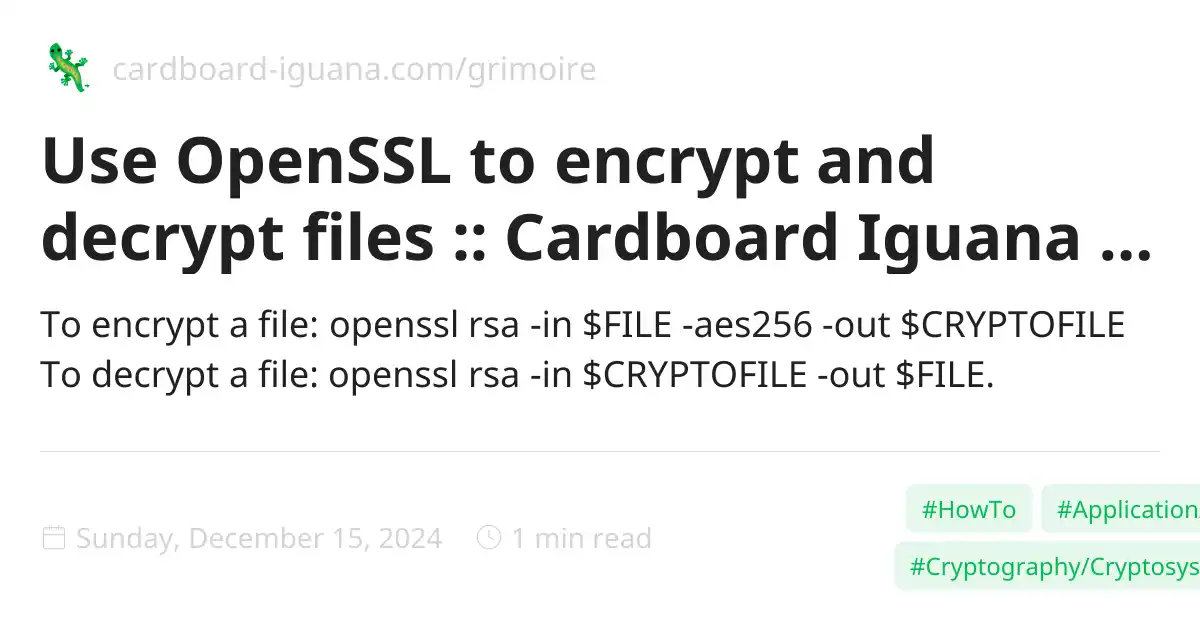 cardboard-iguana.com/grimoire
Use OpenSSL to encrypt and
decrypt files :: Cardboard Iguana ...
To encrypt a file: openssl rsa -in $FILE -aes256 -out $CRYPTOFILE
To decrypt a file: openssl rsa -in $CRYPTOFILE -out $FILE.
Sunday, December 15, 2024 1 min read
#HowTo #Application
#Cryptography/Cryptosys